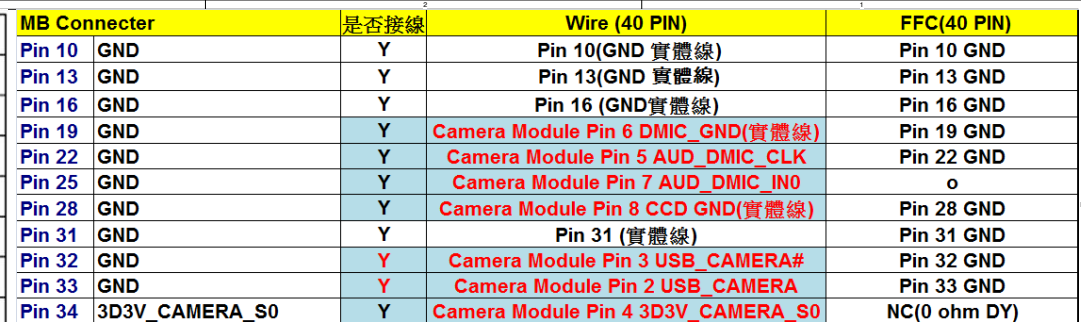 2 1
MB Connecter 是否接線 Wire (40 PIN) FFC(40 PIN)
Pin 10 GND Y Pin 10(GND 實體線) Pin 10 GND
Pin 13 GND Y Pin 13(GND 實體線) Pin 13 GND
Pin 16 GND Y Pin 16 (GND實體線) Pin 16 GND
Pin 19 GND Y Camera Module Pin 6 DMIC_GND(實體線) Pin 19 GND
Pin 22 GND Y Camera Module Pin 5 AUD_DMIC_CLK Pin 22 GND
Pin 25 GND Y Camera Module Pin 7 AUD_DMIC_IN0 o
Pin 28 GND Y Camera Module Pin 8 CCD GND(實體線) Pin 28 GND
Pin 31 GND Y Pin 31 (實體線) Pin 31 GND
Pin 32 GND Y Camera Module Pin 3 USB_CAMERA# Pin 32 GND
Pin 33 GND Y Camera Module Pin 2 USB_CAMERA Pin 33 GND
Pin 34 3D3V_CAMERA_S0 Y Camera Module Pin 4 3D3V_CAMERA_S0 NC(0 ohm DY)